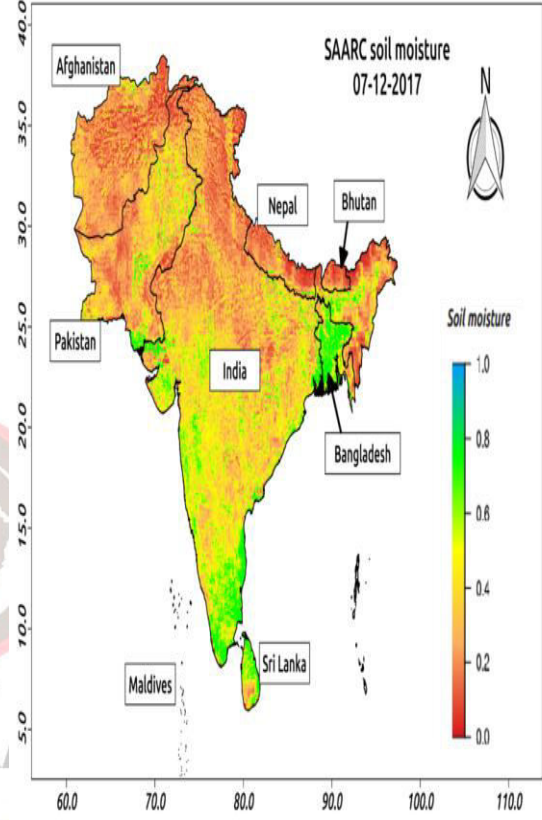 SAARC soil moisture
07-12-2017
N
Afghanistan
Nepal
Bhutan
Pakistan
India
Bangladesh
Maldives
Sri Lanka
Soil moisture
1.0
0.8
0.6
0.4
0.2
0.0
40.0
35.0
30.0
25.0
20.0
15.0
10.0
5.0
60.0 70.0 80.0 90.0 100.0 110.0